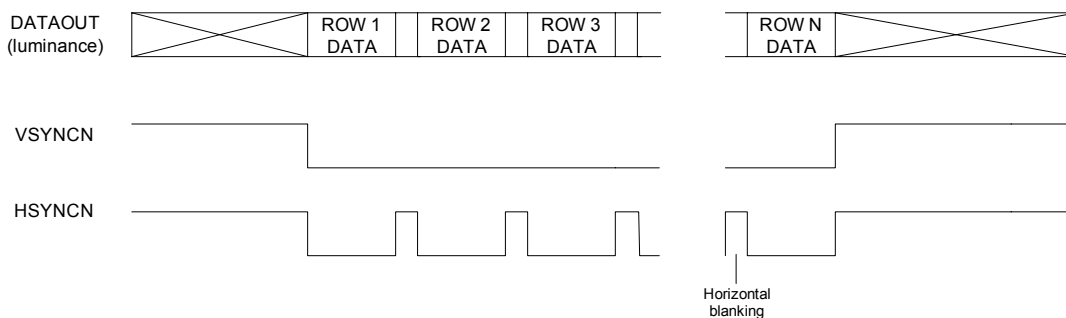 DATAOUT
(luminance)
ROW 1
DATA
ROW 2
DATA
ROW 3
DATA
ROW N
DATA
VSYNCN
HSYNCN
Horizontal
blanking